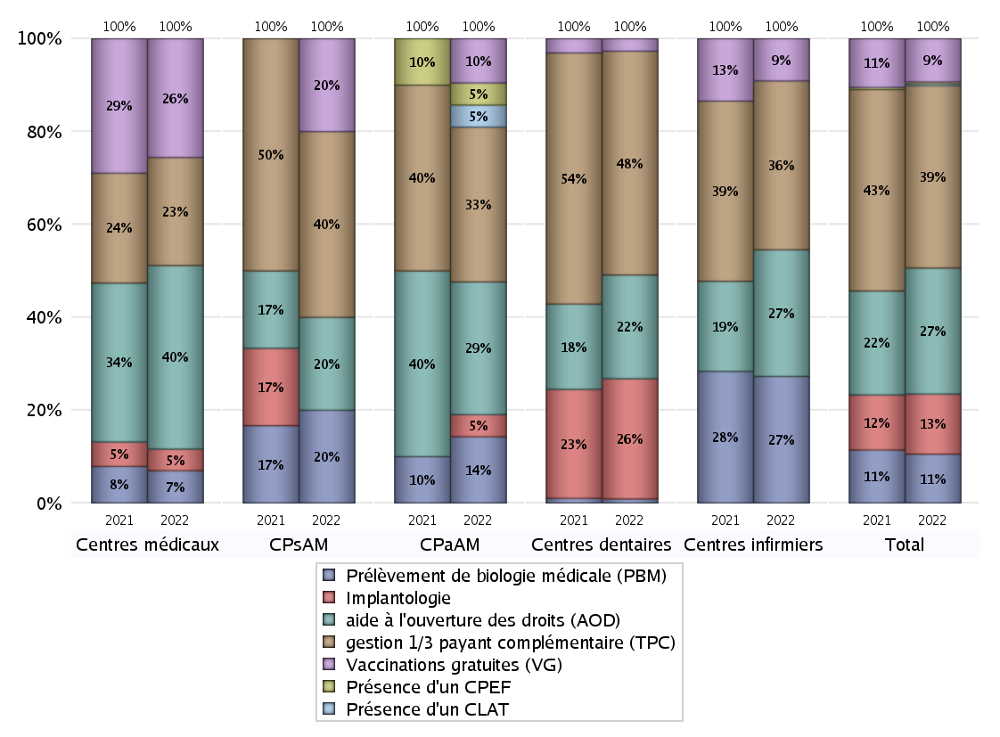 100% 100% 100% 100% 100% 100% 100% 100% 100% 100% 100% 100%
100%
10% 10% 9% 11% 9%
13%
5%
20%
29% 26%
5%
80%
50% 48% 36%
40% 54% 39% 43% 39%
33%
23%
60% 24% 40%
40% 17% 27%
22% 27%
29%
34% 40% 20% 40% 18% 19% 22%
20% 17% 5% 23% 26% 28% 27% 12% 13%
5% 5% 17% 20% 10% 14% 11% 11%
8% 7%
0%
2021 2022 2021 2022 2021 2022 2021 2022 2021 2022 2021 2022
Centres médicaux CPsAM CPaAM Centres dentaires Centres infirmiers Total
Prélèvement de biologie médicale (PBM)
Implantologie
aide à l'ouverture des droits (AOD)
gestion 1/3 payant complémentaire (TPC)
Vaccinations gratuites (VG)
Présence d'un CPEF
Présence d'un CLAT